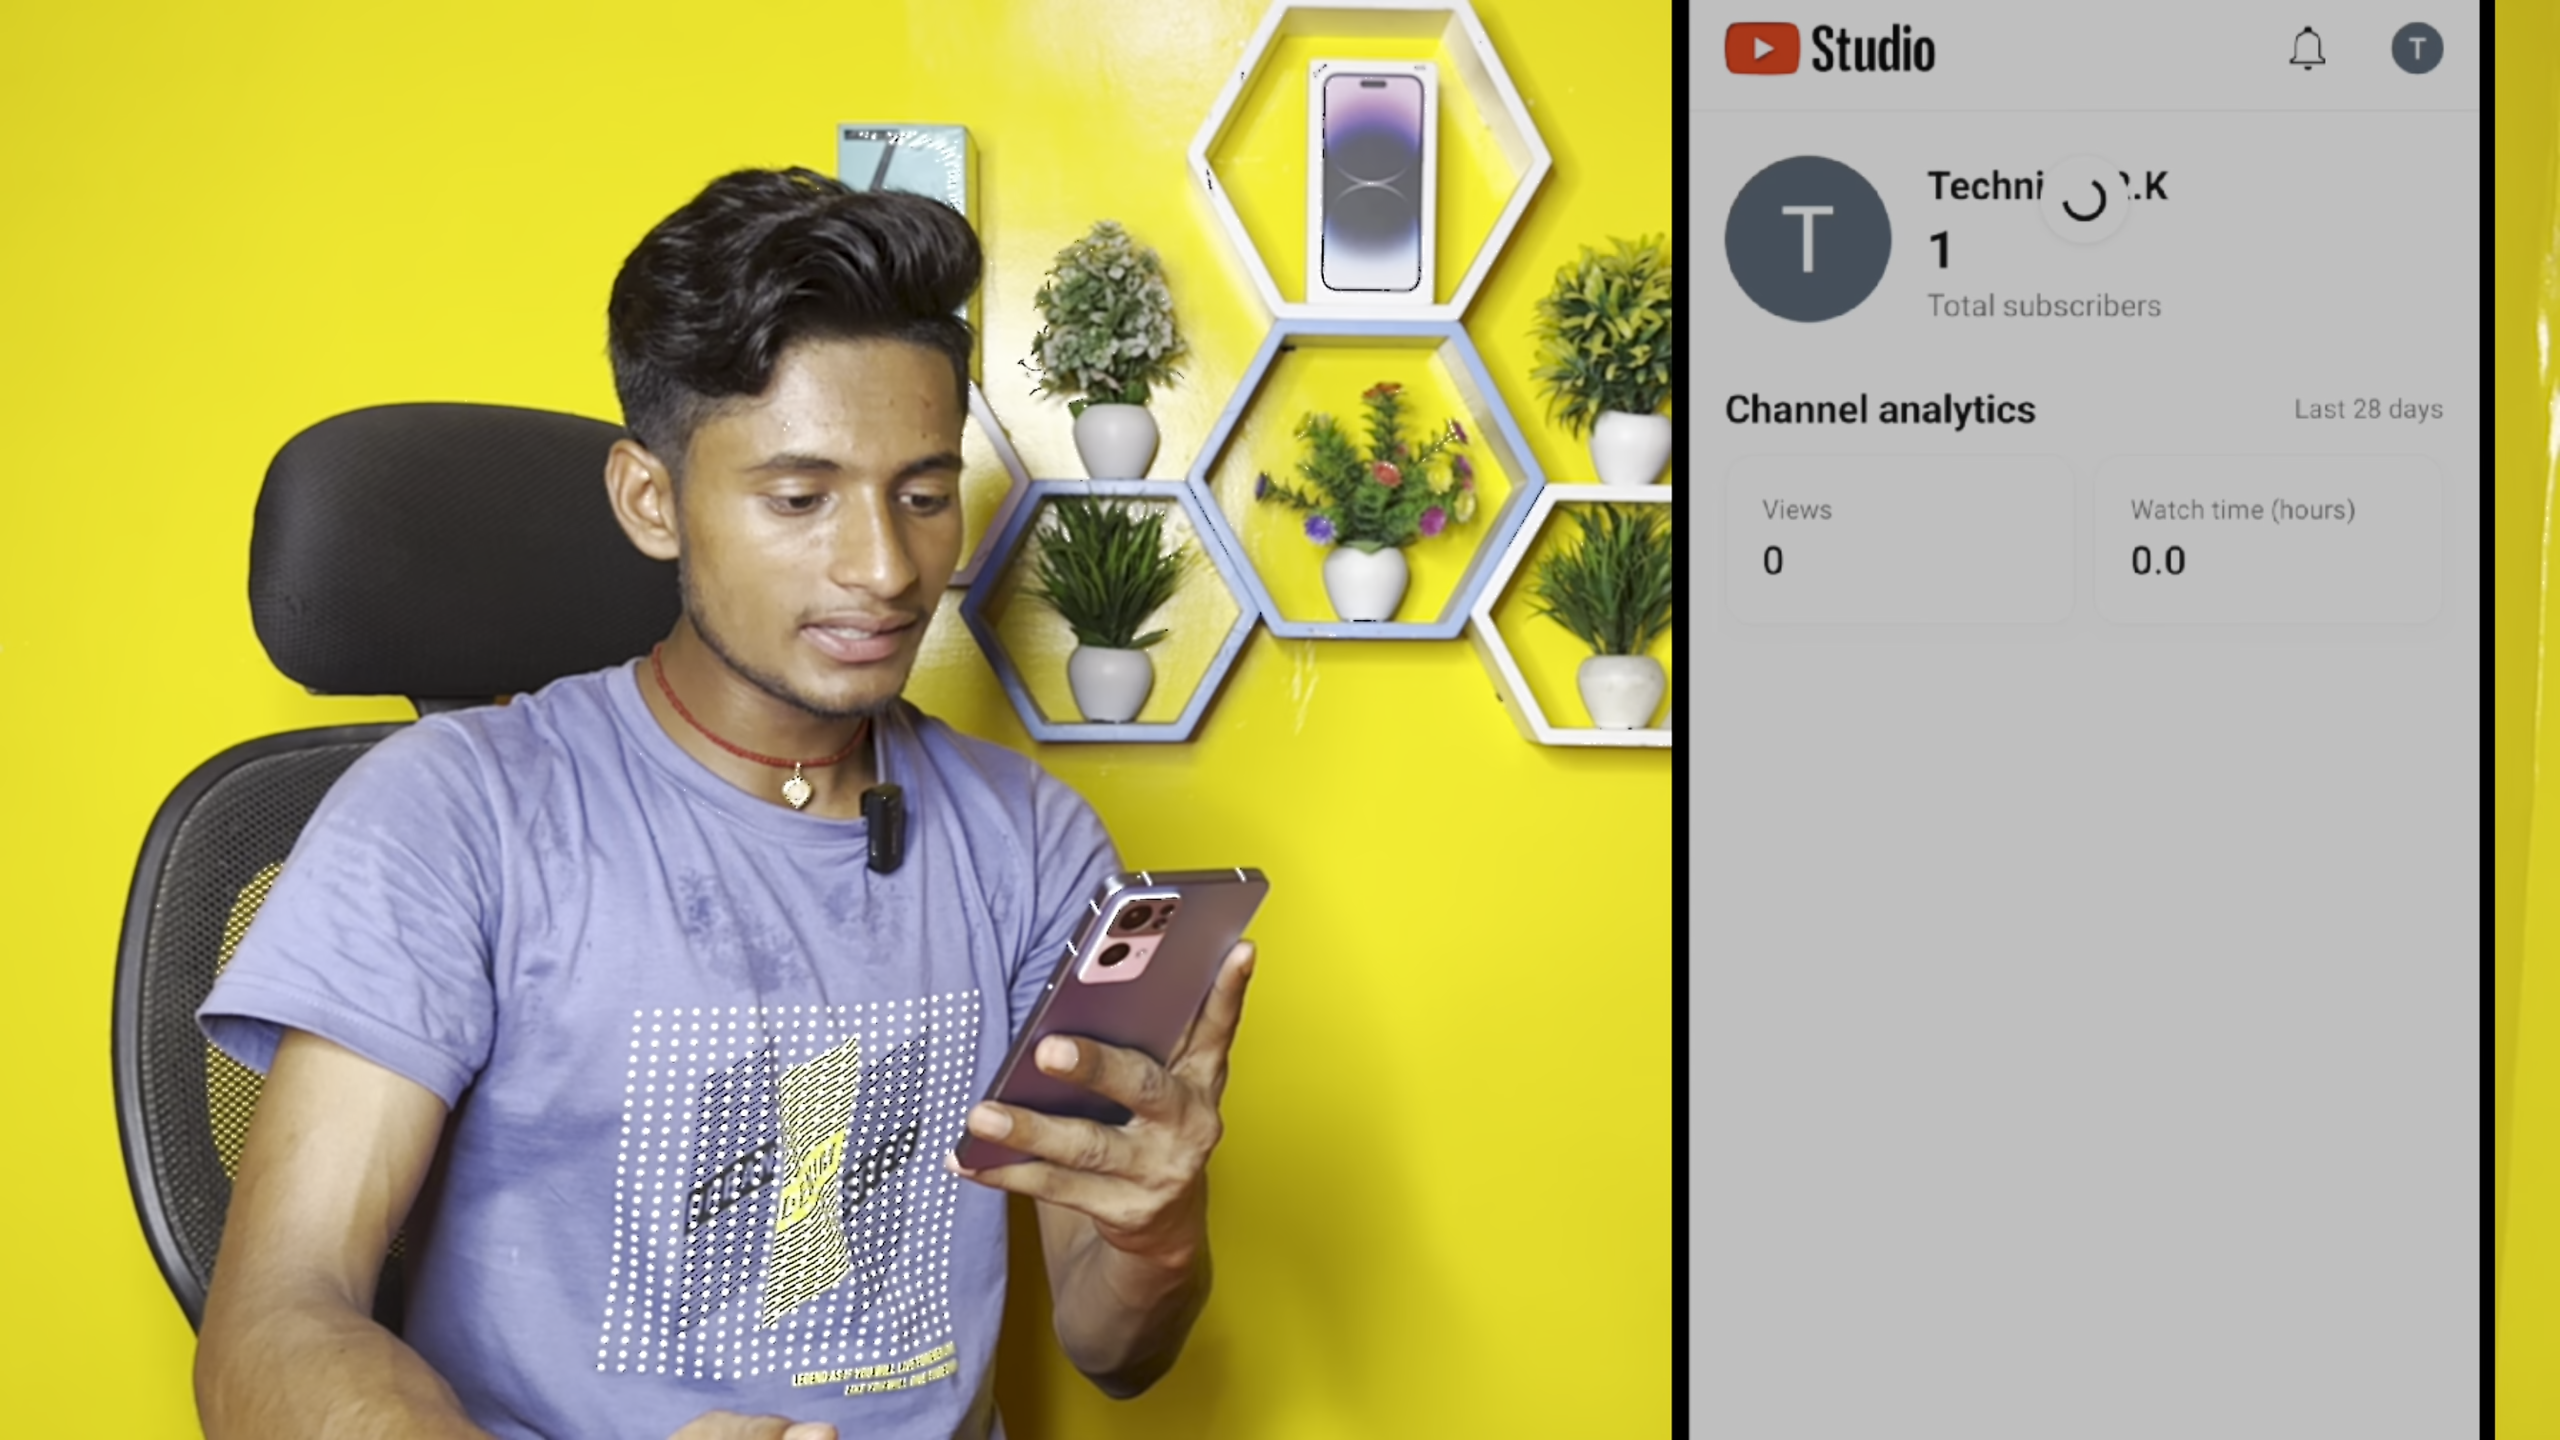 Studio
T
T
Techni .K
1
Total subscribers
Channel analytics
Last 28 days
Views
0
Watch time (hours)
0.0